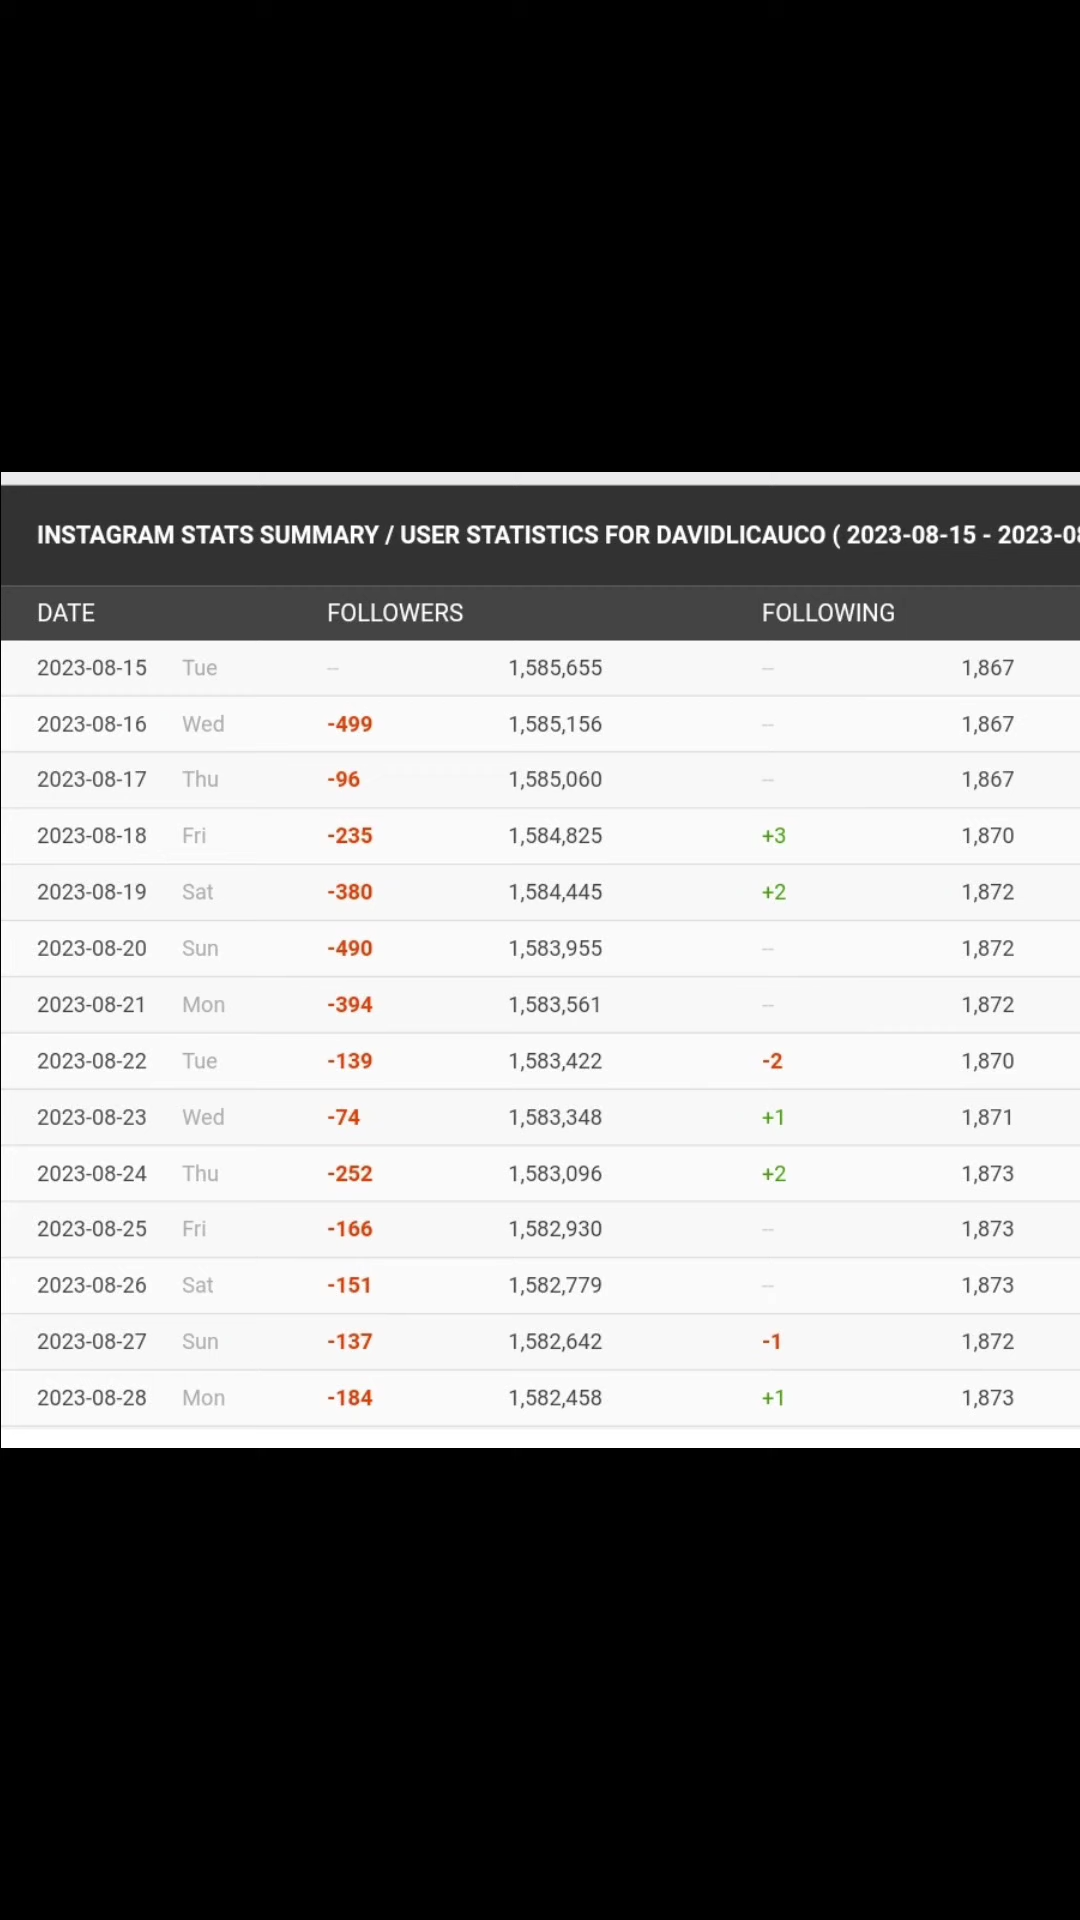 INSTAGRAM STATS SUMMARY / USER STATISTICS FOR DAVIDLICAUCO ( 2023-08-15 - 2023-08
DATE FOLLOWERS FOLLOWING
2023-08-15 Tue -- 1,585,655 -- 1,867
2023-08-16 Wed -499 1,585,156 -- 1,867
2023-08-17 Thu -96 1,585,060 -- 1,867
2023-08-18 Fri -235 1,584,825 +3 1,870
2023-08-19 Sat -380 1,584,445 +2 1,872
2023-08-20 Sun -490 1,583,955 -- 1,872
2023-08-21 Mon -394 1,583,561 -- 1,872
2023-08-22 Tue -139 1,583,422 -2 1,870
2023-08-23 Wed -74 1,583,348 +1 1,871
2023-08-24 Thu -252 1,583,096 +2 1,873
2023-08-25 Fri -166 1,582,930 -- 1,873
2023-08-26 Sat -151 1,582,779 -- 1,873
2023-08-27 Sun -137 1,582,642 -1 1,872
2023-08-28 Mon -184 1,582,458 +1 1,873